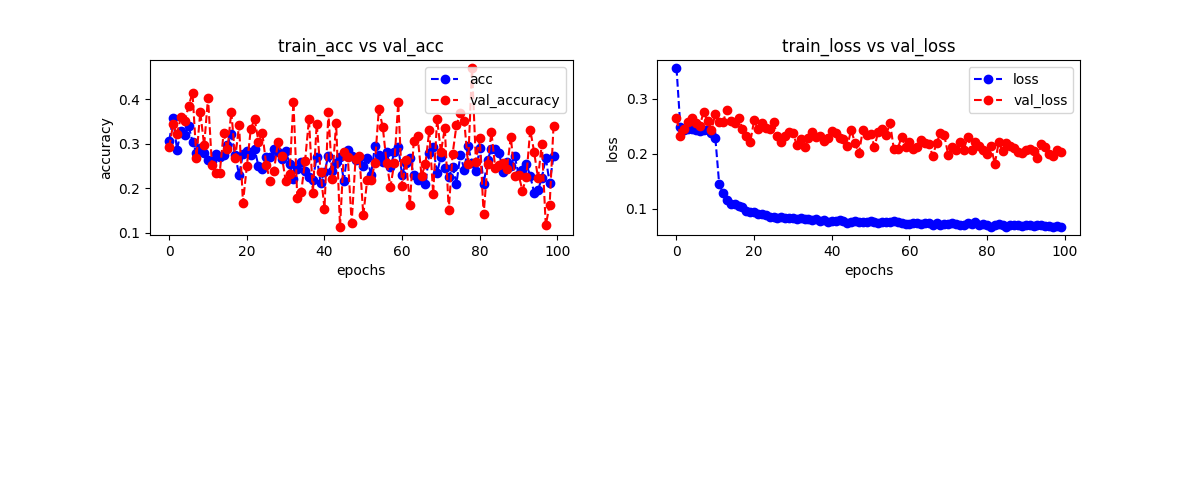 train_acc vs val_acc
acc
val_accuracy
accuracy
0.4
0.3
0.2
0.1
0 20 40 60 80 100
epochs
train_loss vs val_loss
loss
val_loss
loss
0.3
0.2
0.1
0 20 40 60 80 100
epochs